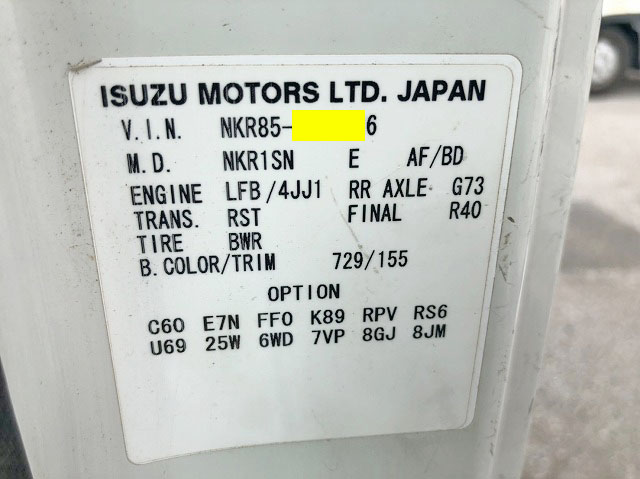 ISUZU MOTORS LTD. JAPAN
V.I.N. NKR85- 6
M.D. NKR1SN E AF/BD
ENGINE LFB/4JJ1 RR AXLE G73
TRANS. RST FINAL R40
TIRE BWR
B.COLOR/TRIM 729/155
OPTION
C60 E7N FF0 K89 RPV RS6
U69 25W 6WD 7VP 8GJ 8JM